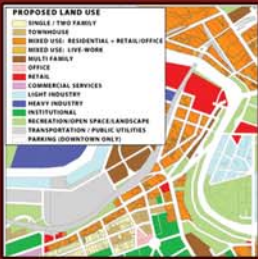 PROPOSED LAND USE
SINGLE / TWO FAMILY
TOWNHOUSE
MIXED USE: RESIDENTIAL + RETAIL/OFFICE
MIXED USE: LIVE-WORK
MULTI FAMILY
OFFICE
RETAIL
COMMERCIAL SERVICES
LIGHT INDUSTRY
HEAVY INDUSTRY
INSTITUTIONAL
RECREATION/OPEN SPACE/LANDSCAPE
TRANSPORTATION / PUBLIC UTILITIES
PARKING (DOWNTOWN ONLY)